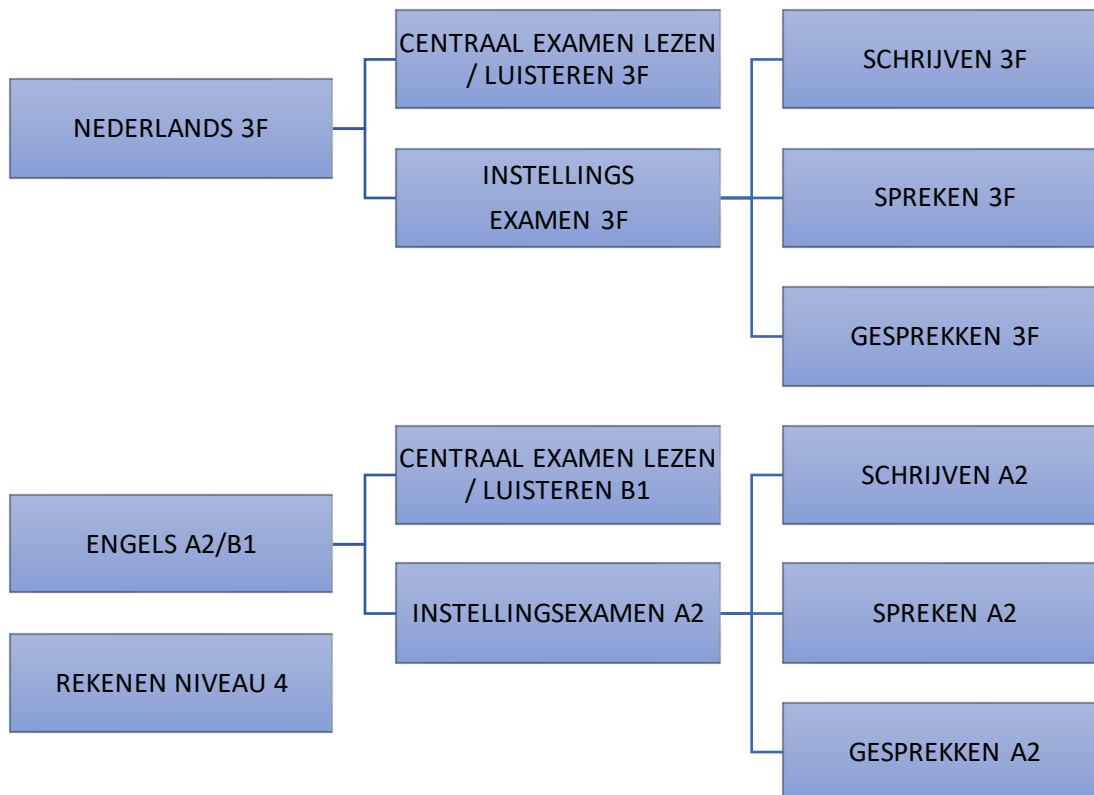 NEDERLANDS 3F
CENTRAAL EXAMEN LEZEN
/ LUISTEREN 3F
INSTELLINGS
EXAMEN 3F
SCHRIJVEN 3F
SPREKEN 3F
GESPREKKEN 3F
ENGELS A2/B1
CENTRAAL EXAMEN LEZEN
/ LUISTEREN B1
INSTELLINGSEXAMEN A2
SCHRIJVEN A2
SPREKEN A2
GESPREKKEN A2
REKENEN NIVEAU 4